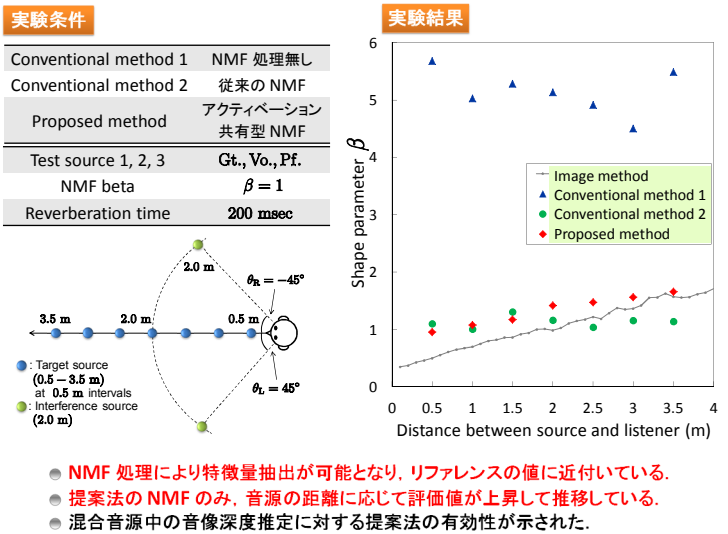 実験条件
Conventional method 1 NMF 処理無し
Conventional method 2 従来の NMF
Proposed method アクティベーション
共有型 NMF
Test source 1, 2, 3 Gt., Vo., Pf.
NMF beta β = 1
Reverberation time 200 msec
2.0 m
θR = −45°
3.5 m 2.0 m 0.5 m
θL = 45°
: Target source
(0.5 − 3.5 m)
at 0.5 m intervals
: Interference source
(2.0 m)
実験結果
Shape parameter β
6
5
4
3
2
1
0
Image method
Conventional method 1
Conventional method 2
Proposed method
0.5 1 1.5 2 2.5 3 3.5 4
Distance between source and listener (m)
NMF 処理により特徴量抽出が可能となり，リファレンスの値に近付いている．
提案法の NMF のみ，音源の距離に応じて評価値が上昇して推移している．
混合音源中の音像深度推定に対する提案法の有効性が示された．